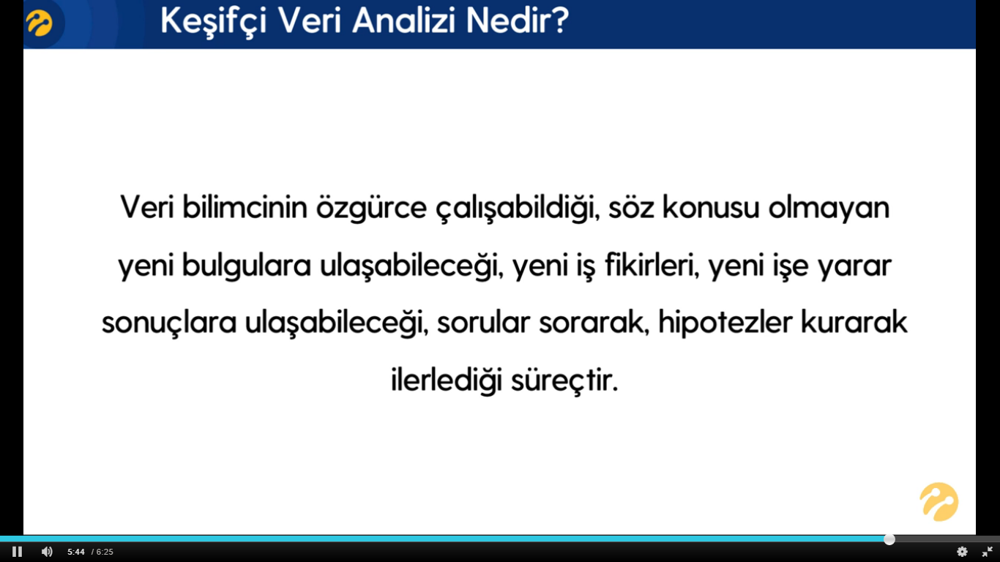 Keşifçi Veri Analizi Nedir?
Veri bilimcinin özgürce çalışabildiği, söz konusu olmayan
yeni bulgulara ulaşabileceği, yeni iş fikirleri, yeni işe yarar
sonuçlara ulaşabileceği, sorular sorarak, hipotezler kurarak
ilerlediği süreçtir.
5:44 / 6:25